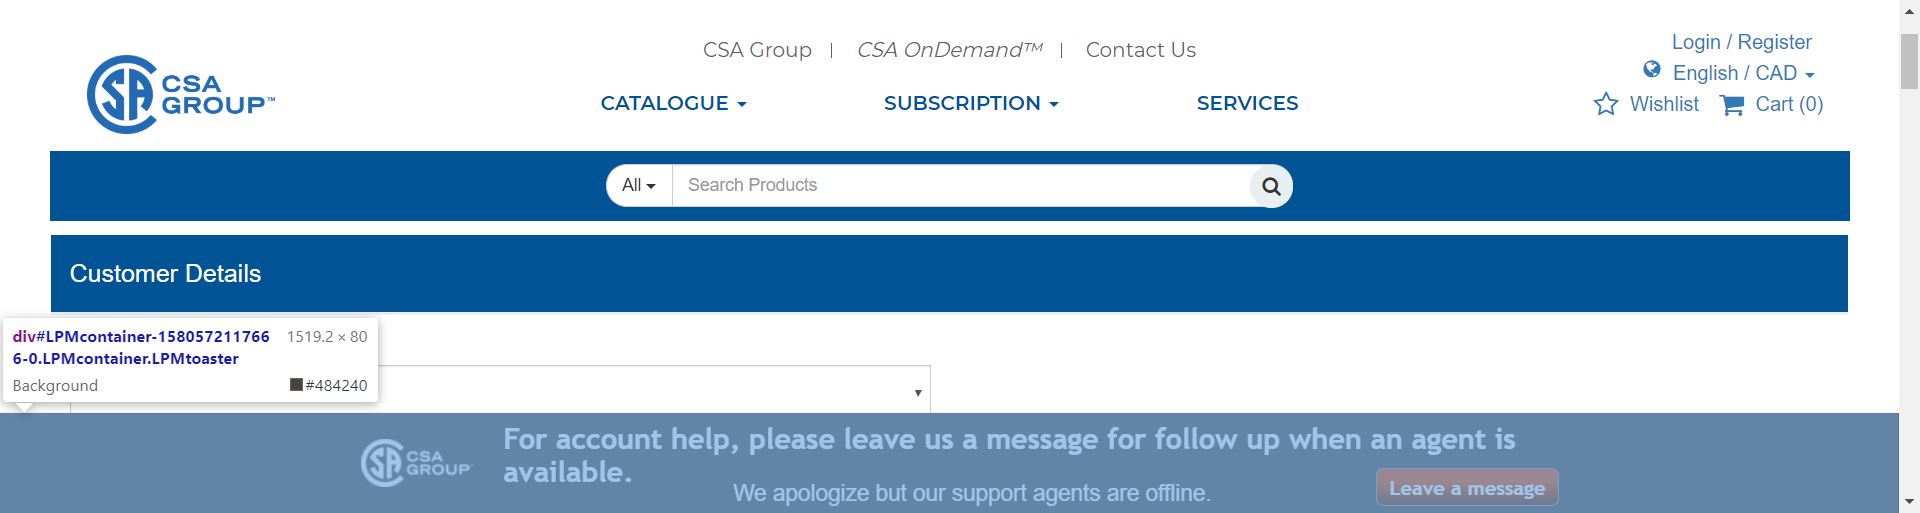 CSA Group | CSA OnDemand™ | Contact Us
Login / Register
English / CAD
CSA
GROUP™
CATALOGUE
SUBSCRIPTION
SERVICES
Wishlist
Cart (0)
All
Search Products
Customer Details
div#LPMcontainer-158057211766
6-0.LPMcontainer.LPMtoaster
1519.2 × 80
Background
#484240
CSA
GROUP
For account help, please leave us a message for follow up when an agent is
available.
We apologize but our support agents are offline.
Leave a message